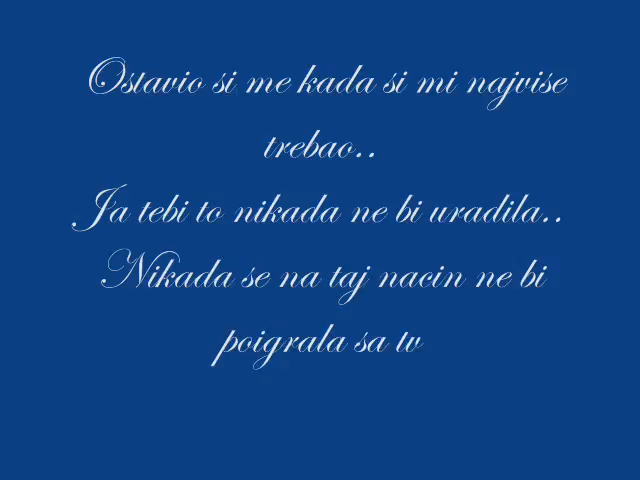 Ostavio si me kada si mi najvise
trebao..
Ja tebi to nikada ne bi uradila..
Nikada se na taj nacin ne bi
poigrala sa tv